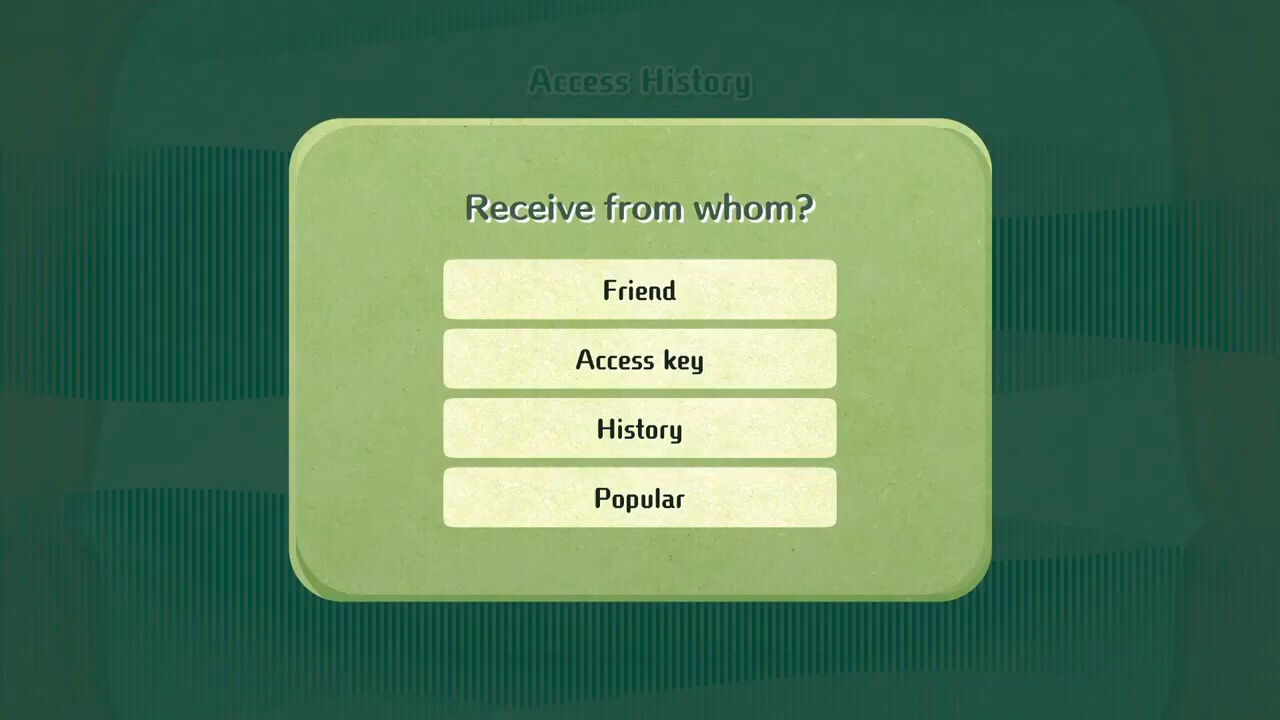 Access History
Receive from whom?
Friend
Access key
History
Popular